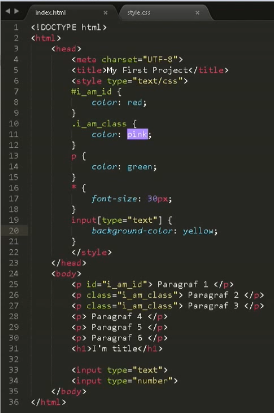 index.html × style.css ×
1 <!DOCTYPE html>
2 <html>
3 <head>
4 <meta charset="UTF-8">
5 <title>My First Project</title>
6 <style type="text/css">
7 #i_am_id {
8 color: red;
9 }
10 .i_am_class {
11 color: pink;
12 }
13 p {
14 color: green;
15 }
16 * {
17 font-size: 30px;
18 }
19 input[type="text"] {
20 background-color: yellow;
21 }
22 </style>
23 </head>
24 <body>
25 <p id="i_am_id"> Paragraf 1 </p>
26 <p class="i_am_class"> Paragraf 2 </p>
27 <p class="i_am_class"> Paragraf 3 </p>
28 <p> Paragraf 4 </p>
29 <p> Paragraf 5 </p>
30 <p> Paragraf 6 </p>
31 <h1>I'm title</h1>
32
33 <input type="text">
34 <input type="number">
35 </body>
36 </html>